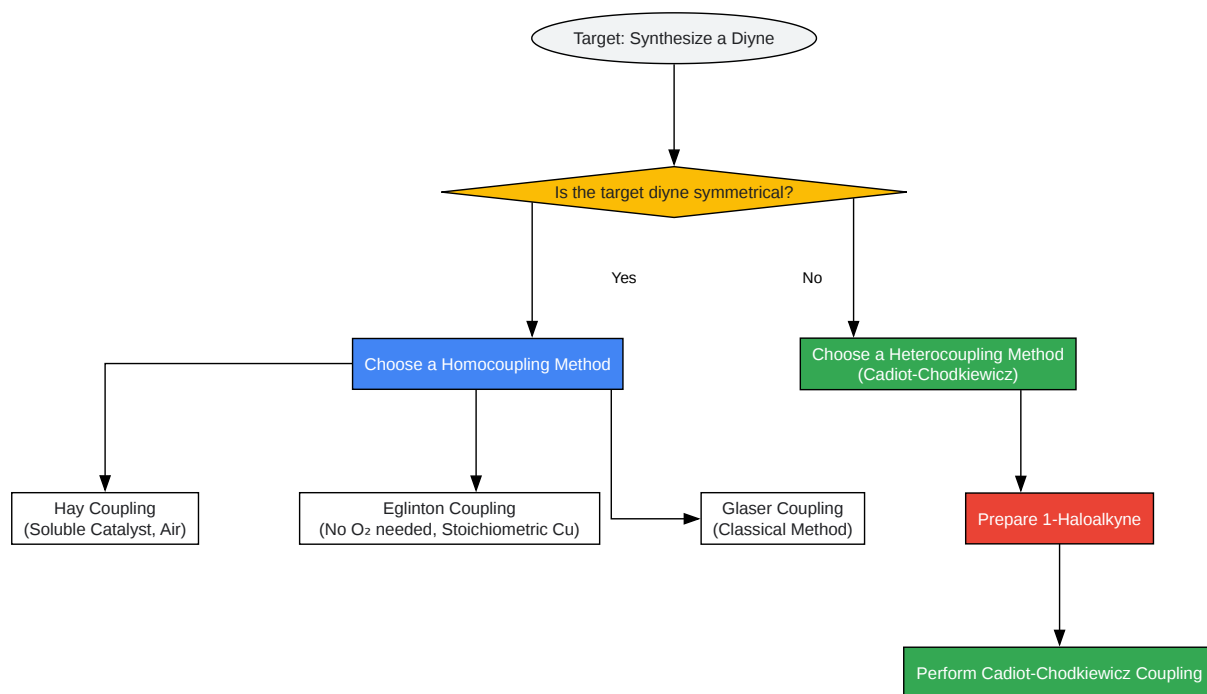 Target: Synthesize a Diyne
Is the target diyne symmetrical?
Yes
No
Choose a Homocoupling Method
Choose a Heterocoupling Method
(Cadiot-Chodkiewicz)
Hay Coupling
(Soluble Catalyst, Air)
Eglinton Coupling
(No O₂ needed, Stoichiometric Cu)
Glaser Coupling
(Classical Method)
Prepare 1-Haloalkyne
Perform Cadiot-Chodkiewicz Coupling